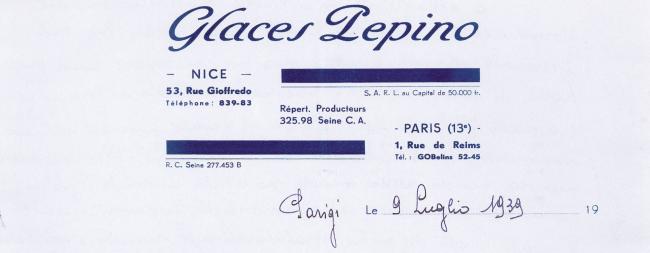 Glaces Pepino
- NICE -
53, Rue Gioffredo
Téléphone: 839-83
S. A. R. L. au Capital de 50.000 fr.
Répert. Producteurs
325.98 Seine C. A.
- PARIS (13e) -
1, Rue de Reims
Tél.: GOBelins 52-45
R. C. Seine 277.453 B
Parigi Le 9 Luglio 1939 19